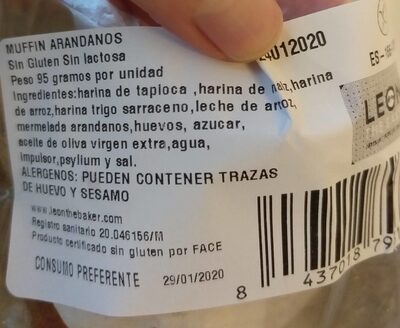 MUFFIN ARANDANOS
Sin Gluten Sin lactosa
Peso 95 gramos por unidad
Ingredientes:harina de tapioca ,harina de maiz,harina
de arroz,harina trigo sarraceno,leche de arroz,
mermelada arandanos,huevos, azucar,
aceite de oliva virgen extra,agua,
impulsor,psylium y sal.
ALERGENOS: PUEDEN CONTENER TRAZAS
DE HUEVO Y SESAMO
www.leonthebaker.com
Registro sanitario 20.046156/M
Producto certificado sin gluten por FACE
CONSUMO PREFERENTE 29/01/2020
4012020
ES-
LEON
8 437018 79